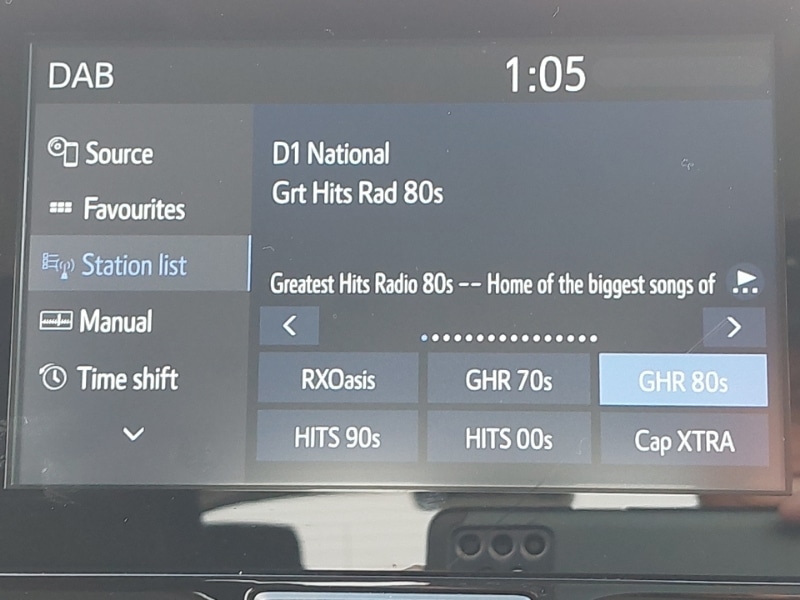 DAB
1:05
Source
Favourites
Station list
Manual
Time shift
D1 National
Grt Hits Rad 80s
Greatest Hits Radio 80s -- Home of the biggest songs of
RXOasis
GHR 70s
GHR 80s
HITS 90s
HITS 00s
Cap XTRA